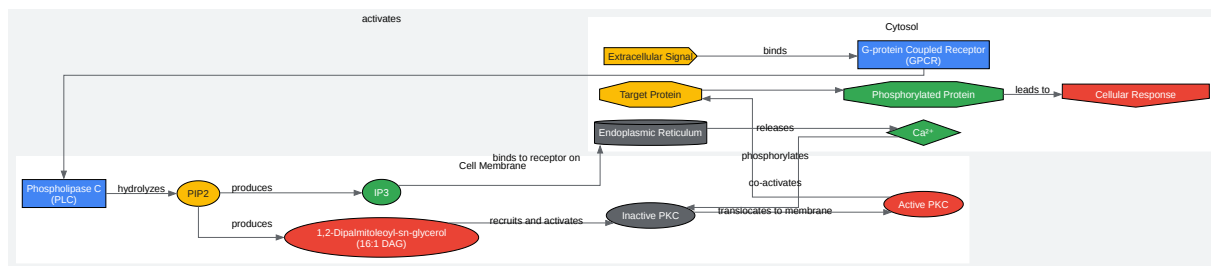 activates
Cytosol
Extracellular Signal
binds
G-protein Coupled Receptor
(GPCR)
Target Protein
Phosphorylated Protein
leads to
Cellular Response
Endoplasmic Reticulum
releases
Ca²⁺
binds to receptor on
Cell Membrane
phosphorylates
Phospholipase C
(PLC)
hydrolyzes
PIP2
produces
IP3
co-activates
produces
1,2-Dipalmitoleoyl-sn-glycerol
(16:1 DAG)
recruits and activates
Inactive PKC
translocates to membrane
Active PKC